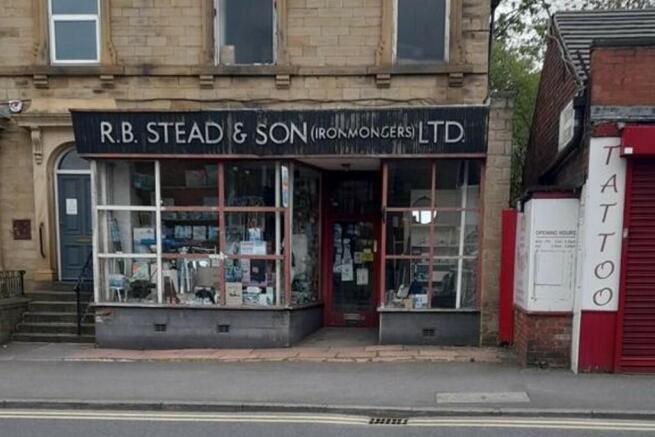 R.B. STEAD & SON (IRONMONGERS) LTD.
OPENING HOURS
TATTOO